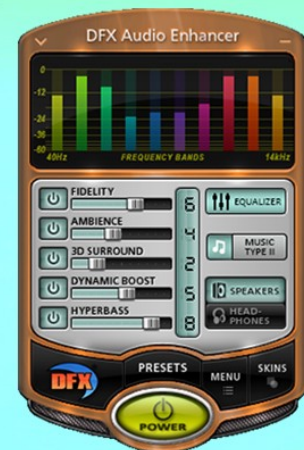 DFX Audio Enhancer
0
-12
-24
-36
-60
40Hz FREQUENCY BANDS 14kHz
FIDELITY 6
AMBIENCE 4
3D SURROUND 2
DYNAMIC BOOST 5
HYPERBASS 8
EQUALIZER
MUSIC
TYPE II
SPEAKERS
HEAD-
PHONES
DFX
PRESETS
MENU
SKINS
POWER